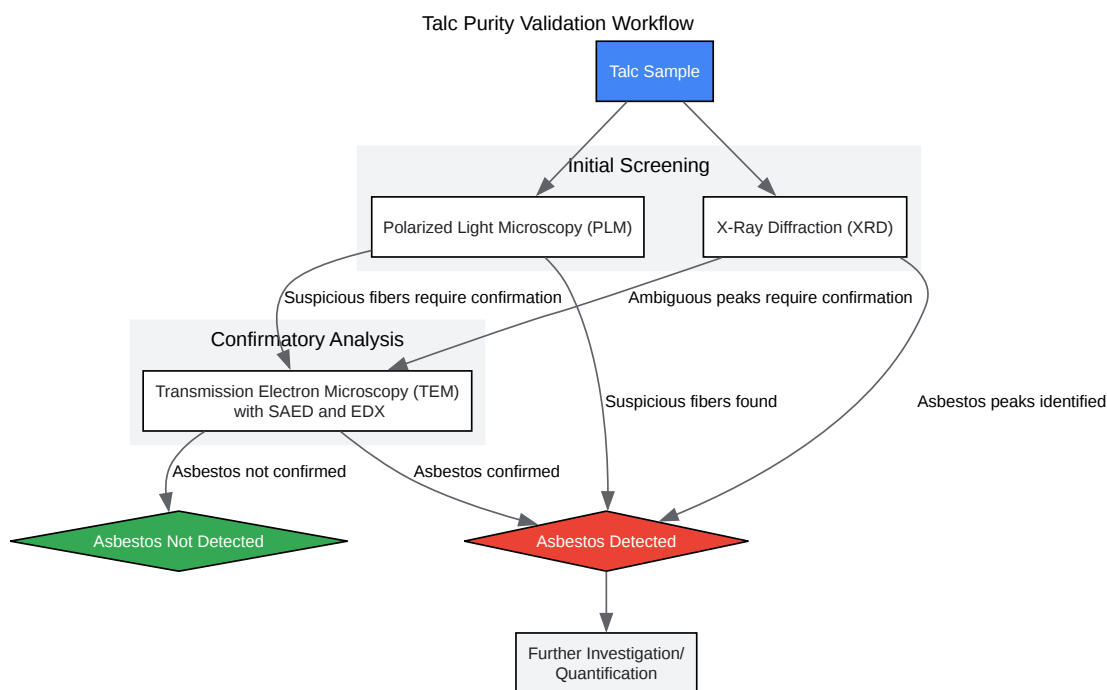 Talc Purity Validation Workflow
Talc Sample
Initial Screening
Polarized Light Microscopy (PLM)
X-Ray Diffraction (XRD)
Suspicious fibers require confirmation
Ambiguous peaks require confirmation
Confirmatory Analysis
Transmission Electron Microscopy (TEM)
with SAED and EDX
Suspicious fibers found
Asbestos peaks identified
Asbestos not confirmed
Asbestos confirmed
Asbestos Not Detected
Asbestos Detected
Further Investigation/
Quantification